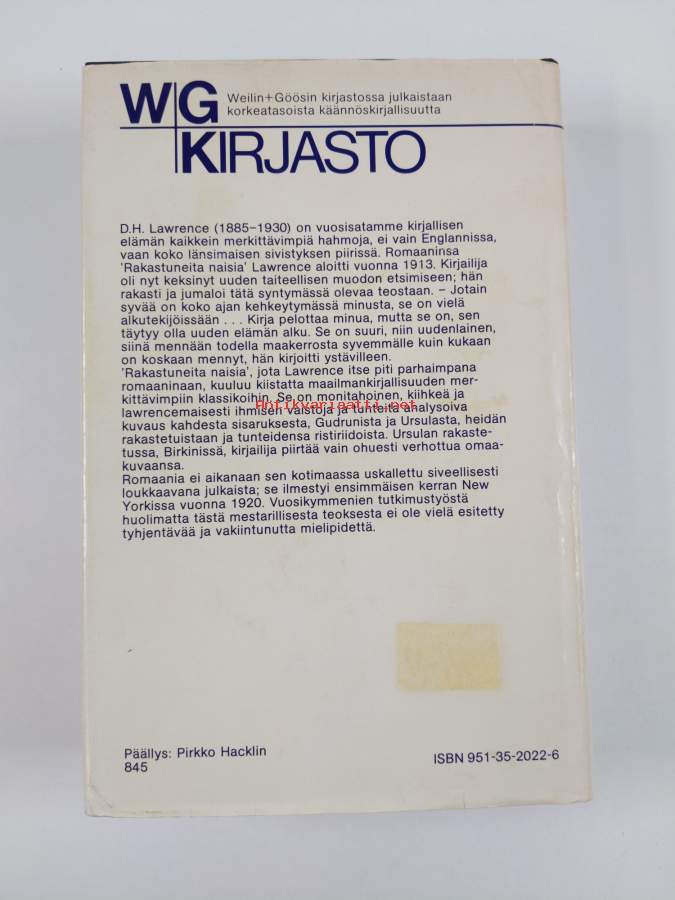 WG
Weilin+Göösin kirjastossa julkaistaan
korkeatasoista käännöskirjallisuutta
KIRJASTO
D.H. Lawrence (1885–1930) on vuosisatamme kirjallisen
elämän kaikkein merkittävimpiä hahmoja, ei vain Englannissa,
vaan koko länsimaisen sivistyksen piirissä. Romaaninsa
'Rakastuneita naisia' Lawrence aloitti vuonna 1913. Kirjailija
oli nyt keksinyt uuden taiteellisen muodon etsimiseen; hän
rakasti ja jumaloi tätä syntymässä olevaa teostaan. – Jotain
syvää on koko ajan kehkeytymässä minusta, se on vielä
alkutekijöissään . . . Kirja pelottaa minua, mutta se on, sen
täytyy olla uuden elämän alku. Se on suuri, niin uudenlainen,
siinä mennään todella maakerrosta syvemmälle kuin kukaan
on koskaan mennyt, hän kirjoitti ystävilleen.
'Rakastuneita naisia', jota Lawrence itse piti parhaimpana
romaaninaan, kuuluu kiistatta maailmankirjallisuuden mer-
kittävimpiin klassikoihin. Se on monitahoinen, kiihkeä ja
Antikvariaatti.net
lawrencemaisesti ihmisen vaistoja ja tunteita analysoiva
kuvaus kahdesta sisaruksesta, Gudrunista ja Ursulasta, heidän
rakastetuistaan ja tunteidensa ristiriidoista. Ursulan rakaste-
tussa, Birkinissä, kirjailija piirtää vain ohuesti verhottua omaa-
kuvaansa.
Romaania ei aikanaan sen kotimaassa uskallettu siveellisesti
loukkaavana julkaista; se ilmestyi ensimmäisen kerran New
Yorkissa vuonna 1920. Vuosikymmenien tutkimustyöstä
huolimatta tästä mestarillisesta teoksesta ei ole vielä esitetty
tyhjentävää ja vakiintunutta mielipidettä.
Päällys: Pirkko Hacklin
845
ISBN 951-35-2022-6